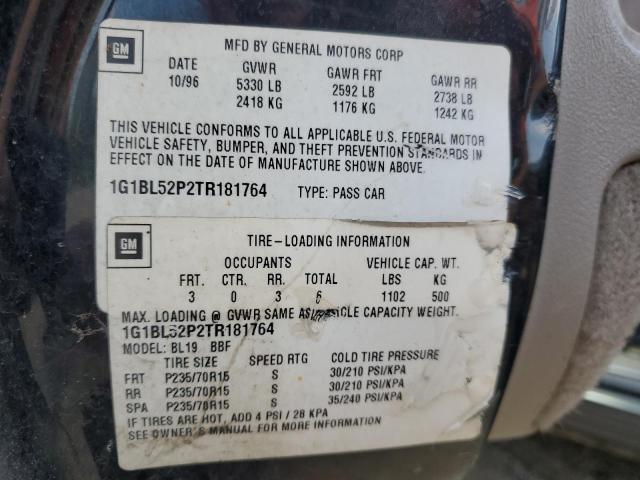 GM
MFD BY GENERAL MOTORS CORP
DATE GVWR GAWR FRT GAWR RR
10/96 5330 LB 2592 LB 2738 LB
2418 KG 1176 KG 1242 KG
THIS VEHICLE CONFORMS TO ALL APPLICABLE U.S. FEDERAL MOTOR
VEHICLE SAFETY, BUMPER, AND THEFT PREVENTION STANDARDS IN
EFFECT ON THE DATE OF MANUFACTURE SHOWN ABOVE.
1G1BL52P2TR181764 TYPE: PASS CAR
GM
TIRE-LOADING INFORMATION
OCCUPANTS VEHICLE CAP. WT.
FRT. CTR. RR. TOTAL LBS KG
3 0 3 6 1102 500
MAX. LOADING @ GVWR SAME AS VEHICLE CAPACITY WEIGHT.
1G1BL52P2TR181764
MODEL: BL19 BBF
TIRE SIZE SPEED RTG COLD TIRE PRESSURE
FRT P235/70R15 S 30/210 PSI/KPA
RR P235/70R15 S 30/210 PSI/KPA
SPA P235/70R15 S 35/240 PSI/KPA
IF TIRES ARE HOT, ADD 4 PSI / 28 KPA
SEE OWNER'S MANUAL FOR MORE INFORMATION